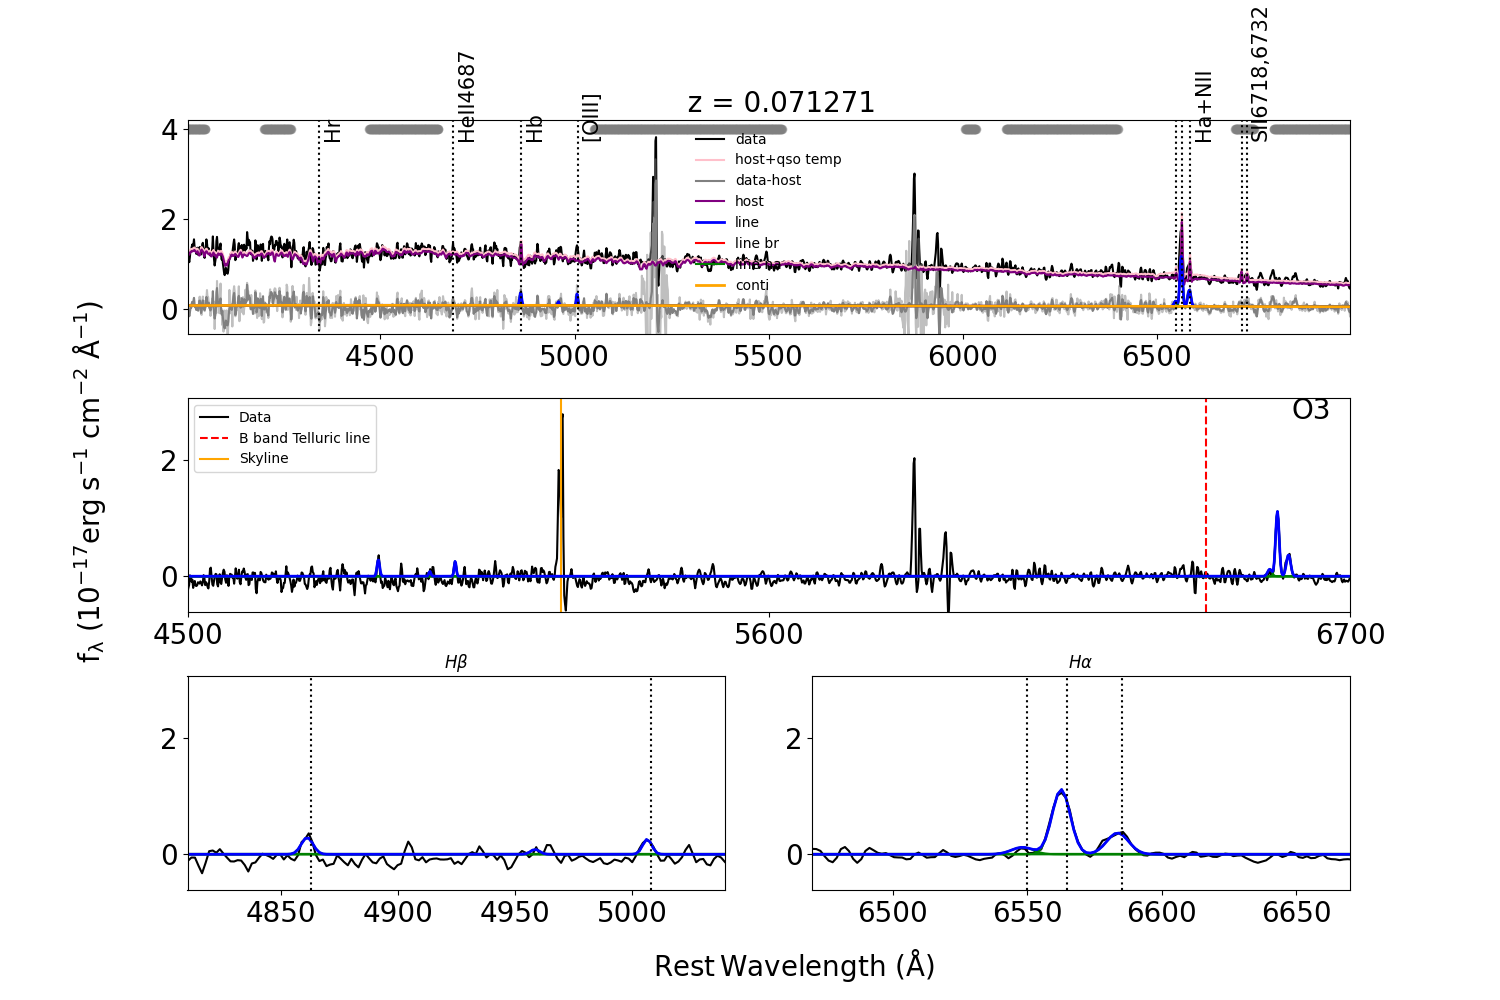 z = 0.071271
Hr
HeII4687
Hb
[OIII]
Ha+NII
SII6718,6732
4
2
0
data
host+qso temp
data-host
host
line
line br
conti
4500 5000 5500 6000 6500
fλ (10⁻¹⁷erg s⁻¹ cm⁻² Å⁻¹)
O3
Data
B band Telluric line
Skyline
2
0
4500 5600 6700
Hβ
2
0
4850 4900 4950 5000
Hα
2
0
6500 6550 6600 6650
Rest Wavelength (Å)